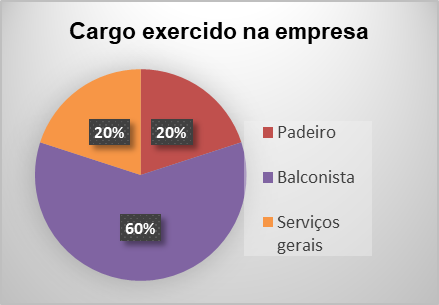 Cargo exercido na empresa
20%
20%
60%
Padeiro
Balconista
Serviços
gerais